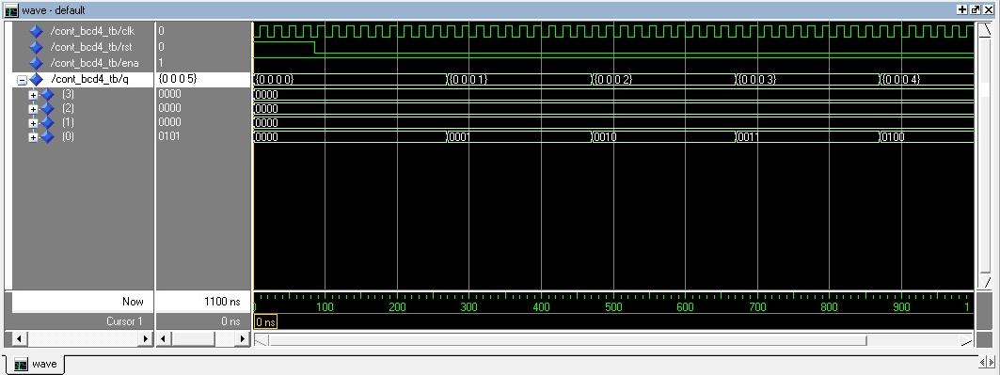 wave - default
/cont_bcd4_tb/clk 0
/cont_bcd4_tb/rst 0
/cont_bcd4_tb/ena 1
/cont_bcd4_tb/q {0 0 0 5} {0 0 0 0} {0 0 0 1} {0 0 0 2} {0 0 0 3} {0 0 0 4}
(3) 0000 0000
(2) 0000 0000
(1) 0000 0000
(0) 0101 0000 0001 0010 0011 0100
Now 1100 ns 0 100 200 300 400 500 600 700 800 900 1
Cursor 1 0 ns 0 ns
wave